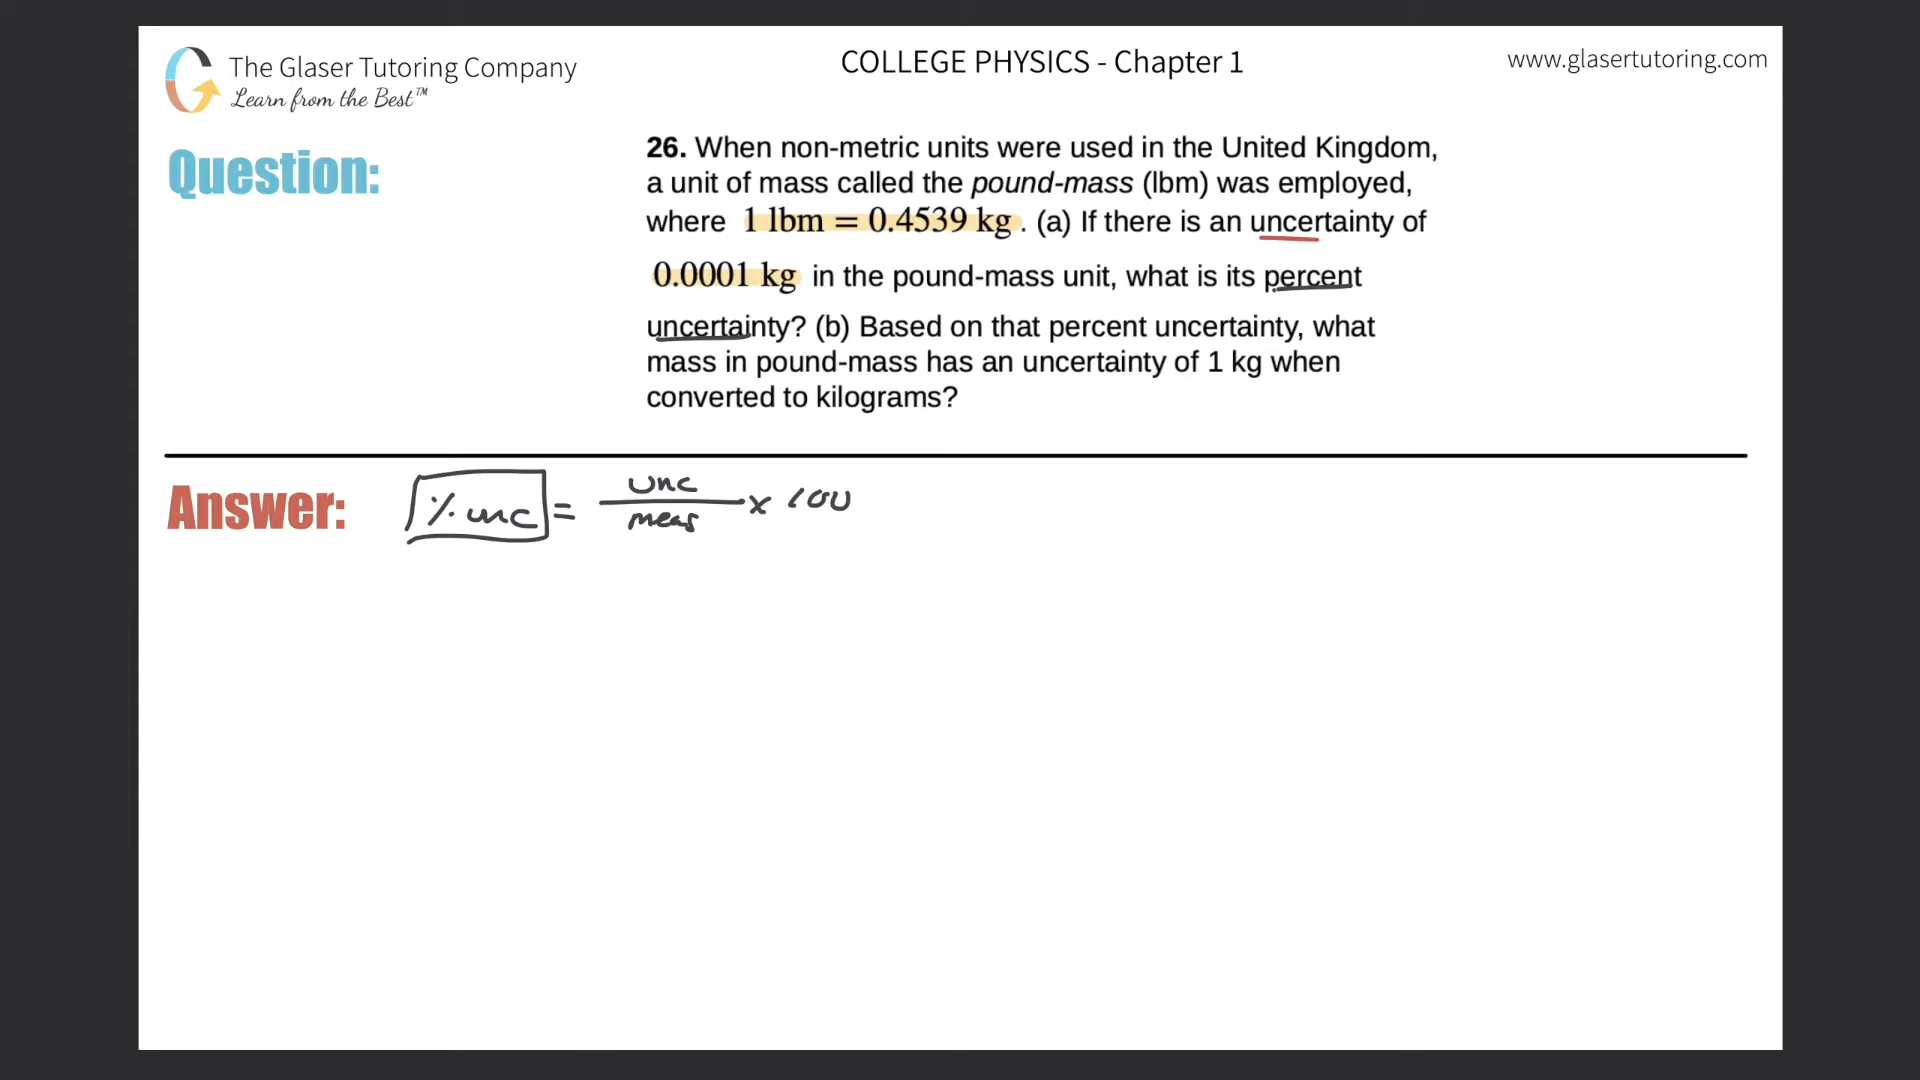 The Glaser Tutoring Company
Learn from the Best™
COLLEGE PHYSICS - Chapter 1
www.glasertutoring.com
Question:
26. When non-metric units were used in the United Kingdom,
a unit of mass called the pound-mass (lbm) was employed,
where 1 lbm = 0.4539 kg . (a) If there is an uncertainty of
0.0001 kg in the pound-mass unit, what is its percent
uncertainty? (b) Based on that percent uncertainty, what
mass in pound-mass has an uncertainty of 1 kg when
converted to kilograms?
Answer:
% unc = unc / meas x 100